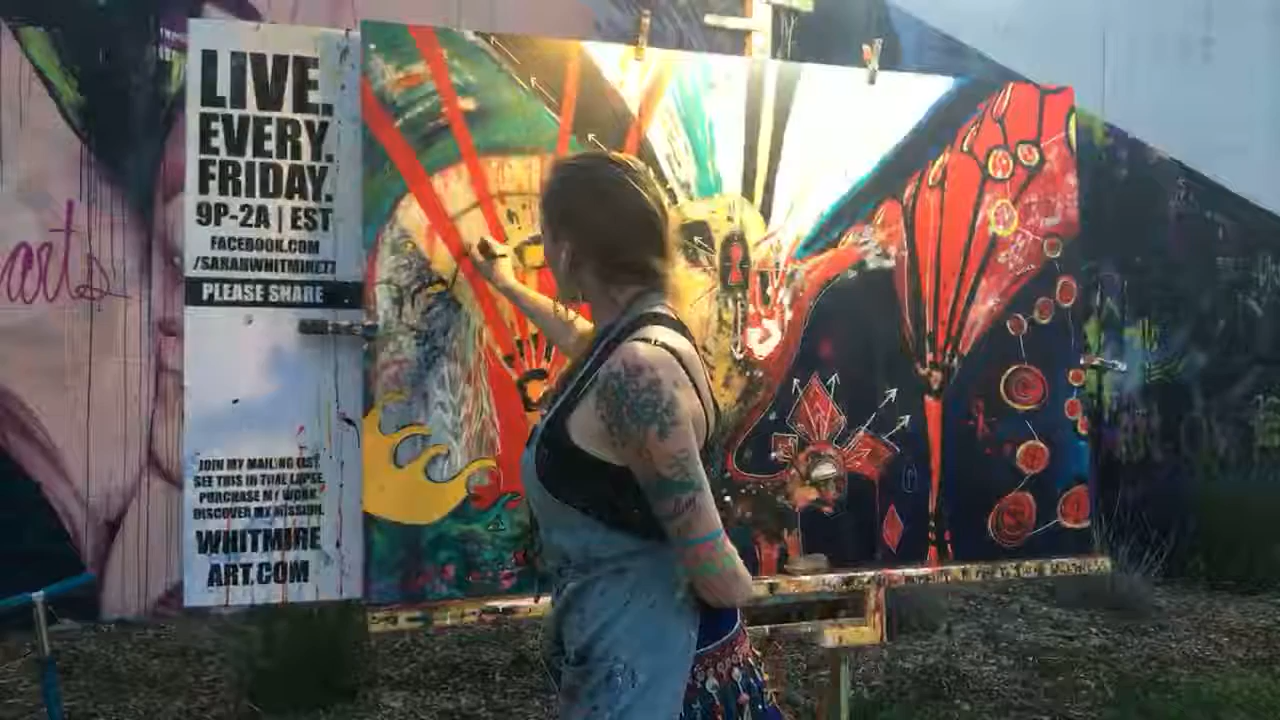 LIVE.
EVERY.
FRIDAY.
9P-2A | EST
FACEBOOK.COM
/SARAHWHITMIRE77
PLEASE SHARE
JOIN MY MAILING LIST.
SEE THIS IN TIME LAPSE.
PURCHASE MY WORK.
DISCOVER MY MISSION.
WHITMIRE
ART.COM
arts